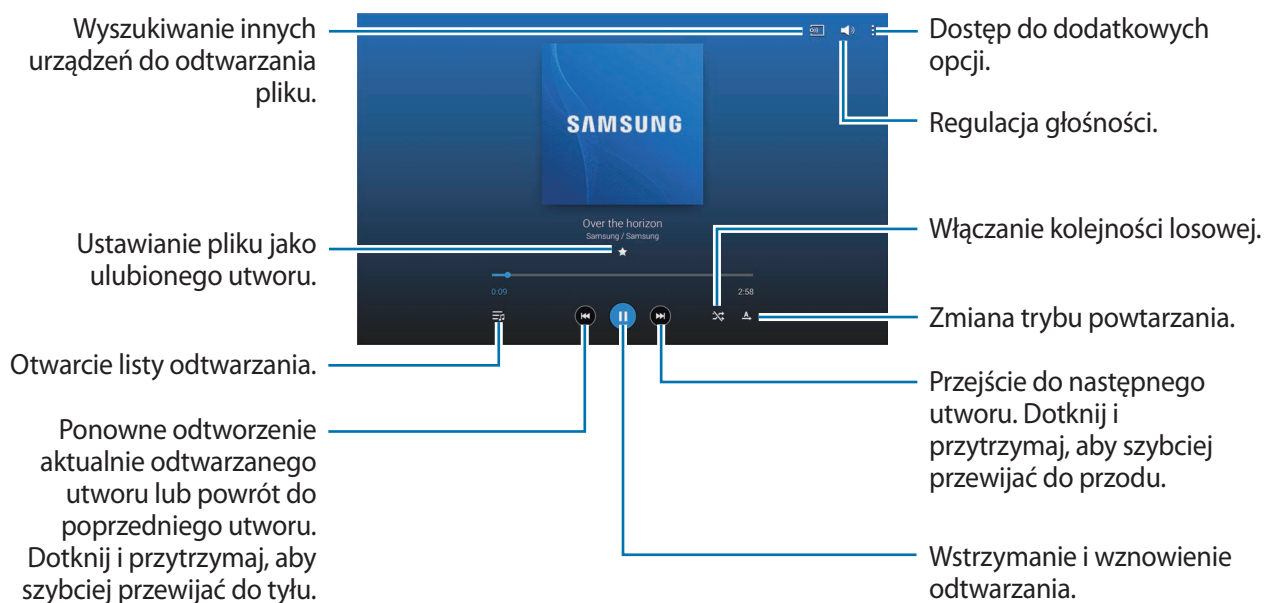 Wyszukiwanie innych
urządzeń do odtwarzania
pliku.
Ustawianie pliku jako
ulubionego utworu.
Otwarcie listy odtwarzania.
Ponowne odtworzenie
aktualnie odtwarzanego
utworu lub powrót do
poprzedniego utworu.
Dotknij i przytrzymaj, aby
szybciej przewijać do tyłu.
SAMSUNG
Over the horizon
Samsung / Samsung
0:09
2:58
Dostęp do dodatkowych
opcji.
Regulacja głośności.
Włączanie kolejności losowej.
Zmiana trybu powtarzania.
Przejście do następnego
utworu. Dotknij i
przytrzymaj, aby szybciej
przewijać do przodu.
Wstrzymanie i wznowienie
odtwarzania.